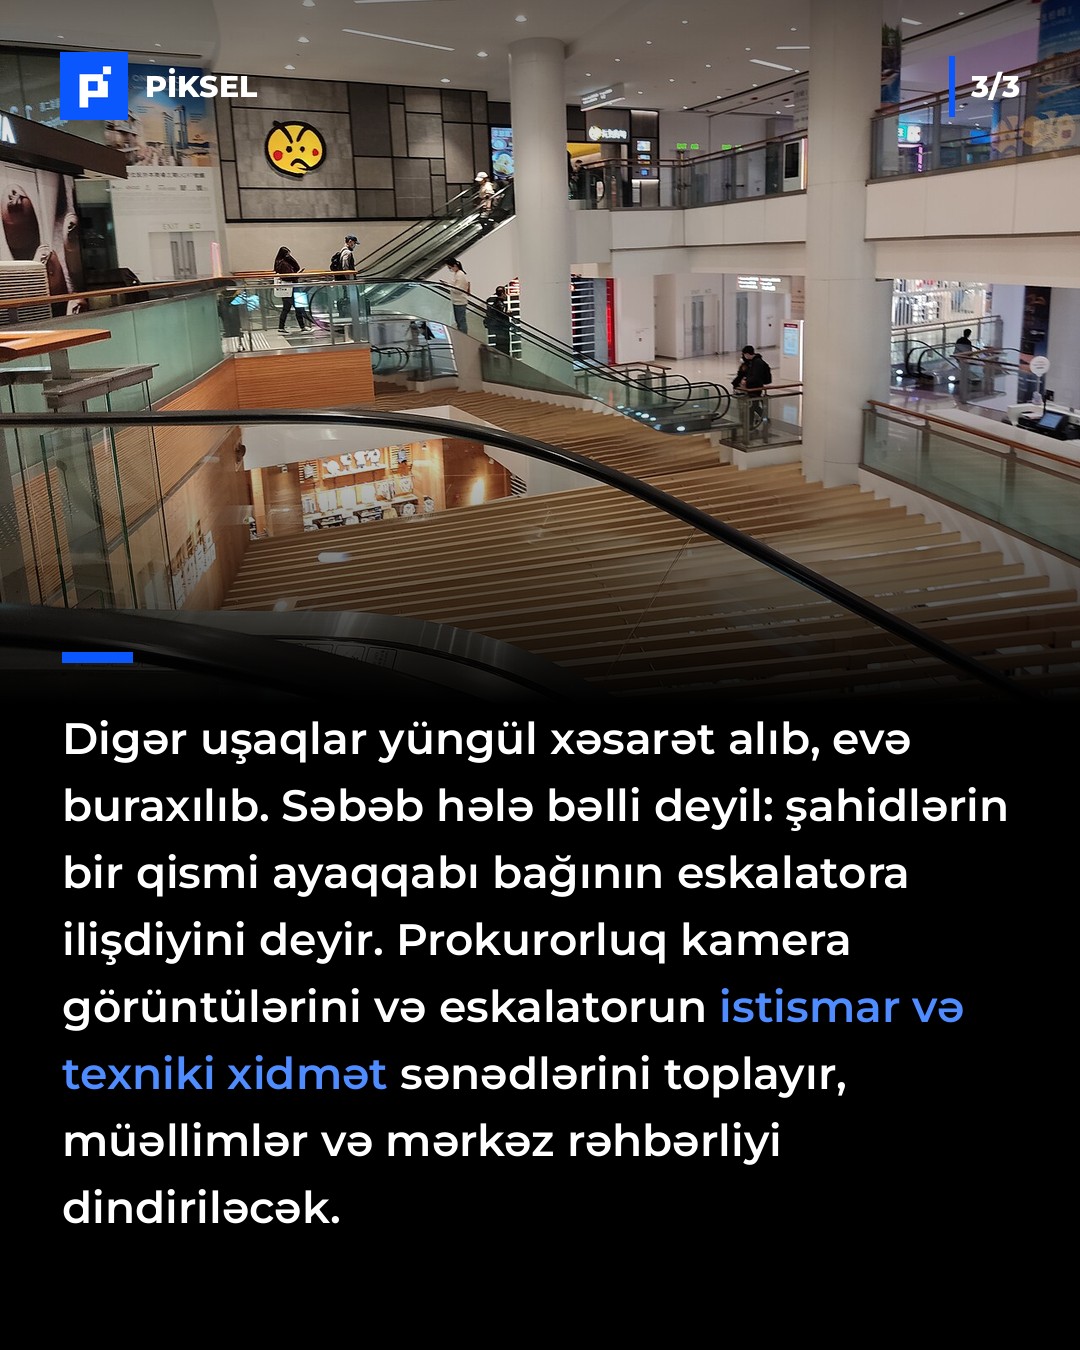 PİKSEL
3/3
Digər uşaqlar yüngül xəsarət alıb, evə
buraxılıb. Səbəb hələ bəlli deyil: şahidlərin
bir qismi ayaqqabı bağının eskalatora
ilişdiyini deyir. Prokurorluq kamera
görüntülərini və eskalatorun istismar və
texniki xidmət sənədlərini toplayır,
müəllimlər və mərkəz rəhbərliyi
dindiriləcək.